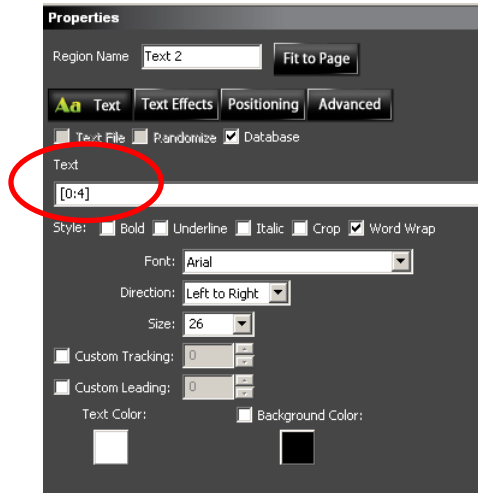 Properties
Region Name Text 2 Fit to Page
Aa Text Text Effects Positioning Advanced
Text File Randomize Database
Text
[0:4]
Style: Bold Underline Italic Crop Word Wrap
Font: Arial
Direction: Left to Right
Size: 26
Custom Tracking: 0
Custom Leading: 0
Text Color: Background Color: